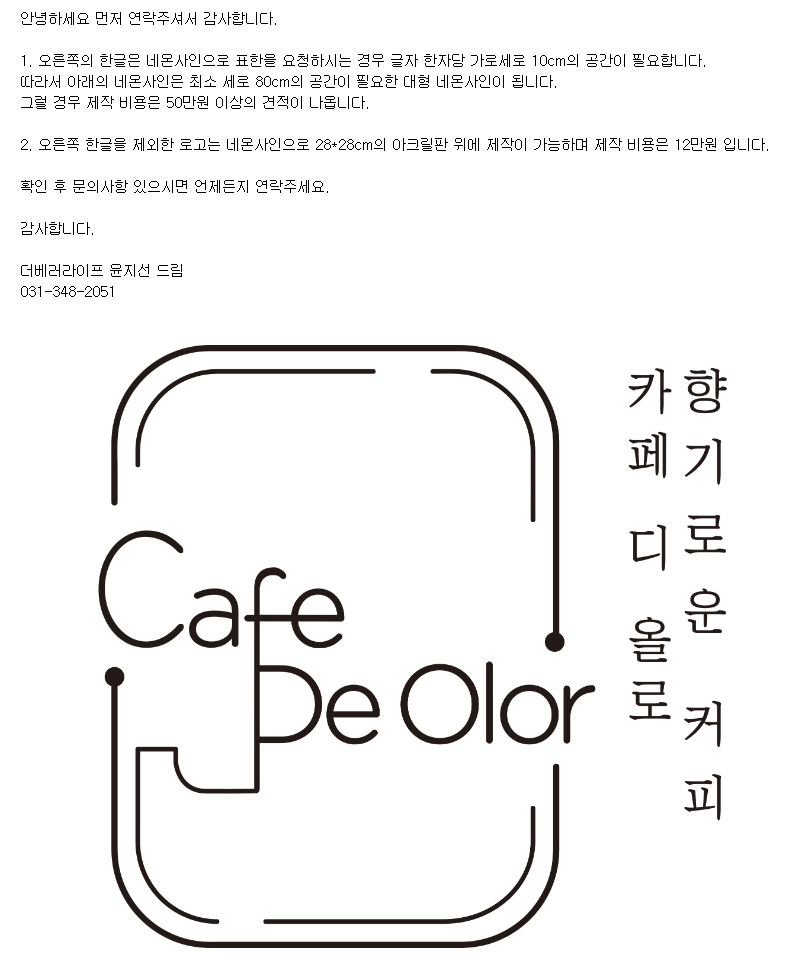 안녕하세요 먼저 연락주셔서 감사합니다.
1. 오른쪽의 한글은 네온사인으로 표한을 요청하시는 경우 글자 한자당 가로세로 10cm의 공간이 필요합니다.
따라서 아래의 네온사인은 최소 세로 80cm의 공간이 필요한 대형 네온사인이 됩니다.
그럴 경우 제작 비용은 50만원 이상의 견적이 나옵니다.
2. 오른쪽 한글을 제외한 로고는 네온사인으로 28*28cm의 아크릴판 위에 제작이 가능하며 제작 비용은 12만원 입니다.
확인 후 문의사항 있으시면 언제든지 연락주세요.
감사합니다.
더베러라이프 윤지선 드림
031-348-2051
Cafe
De Olor
향기로운 커피
카페 디 올로